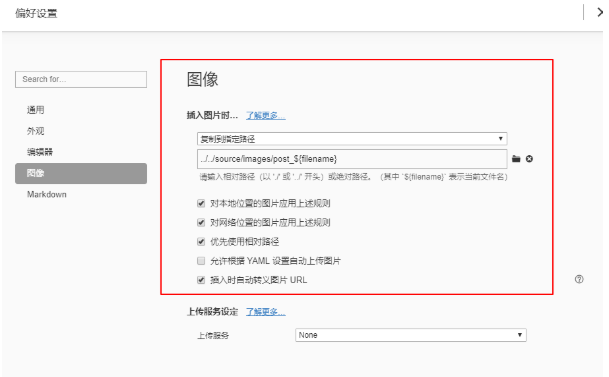 偏好设置
Search for...
通用
外观
编辑器
图像
Markdown
图像
插入图片时... 了解更多...
复制到指定路径
../../source/images/post_${filename}
请输入相对路径（以 './' 或 '../' 开头）或绝对路径。（其中 `${filename}` 表示当前文件名）
对本地位置的图片应用上述规则
对网络位置的图片应用上述规则
优先使用相对路径
允许根据 YAML 设置自动上传图片
插入时自动转义图片 URL
上传服务设定 了解更多...
上传服务 None